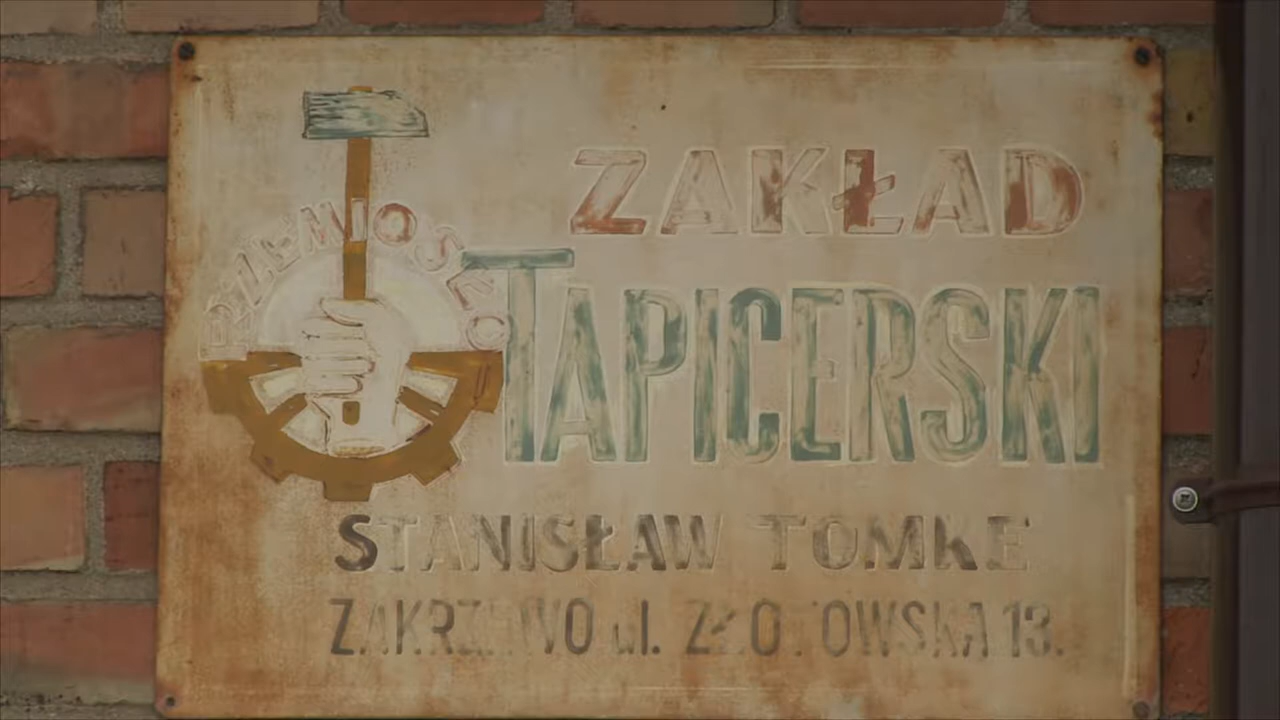 RZEMIOSŁO
ZAKŁAD
TAPICERSKI
STANISŁAW TOMKE
ZAKRZEWO ul. ZŁOTOWSKA 13.